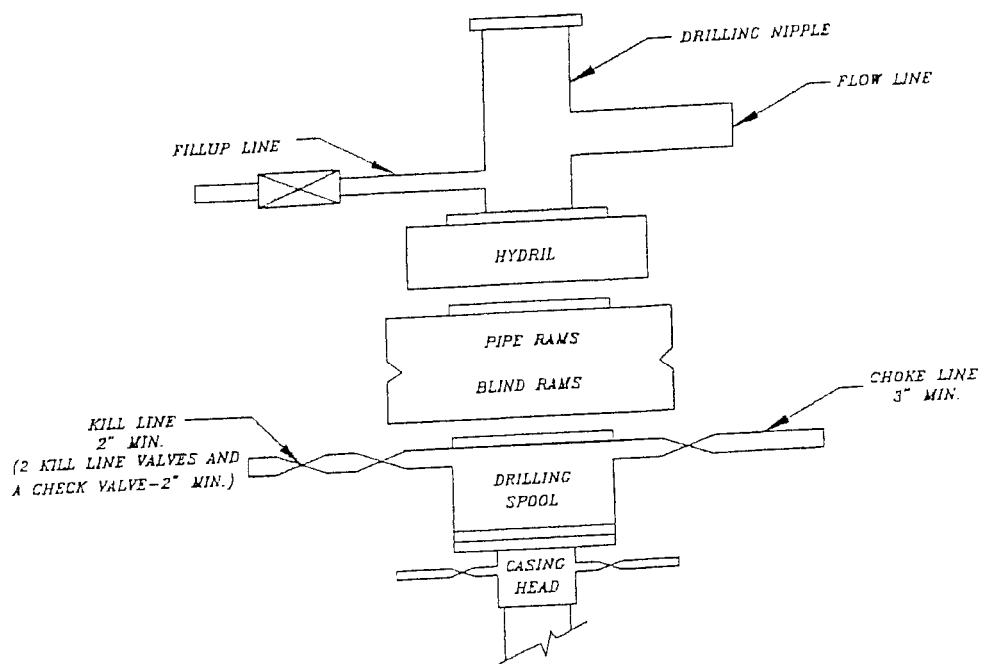 DRILLING NIPPLE
FLOW LINE
FILLUP LINE
HYDRIL
PIPE RAMS
BLIND RAMS
CHOKE LINE
3" MIN.
KILL LINE
2" MIN.
(2 KILL LINE VALVES AND
A CHECK VALVE-2" MIN.)
DRILLING
SPOOL
CASING
HEAD